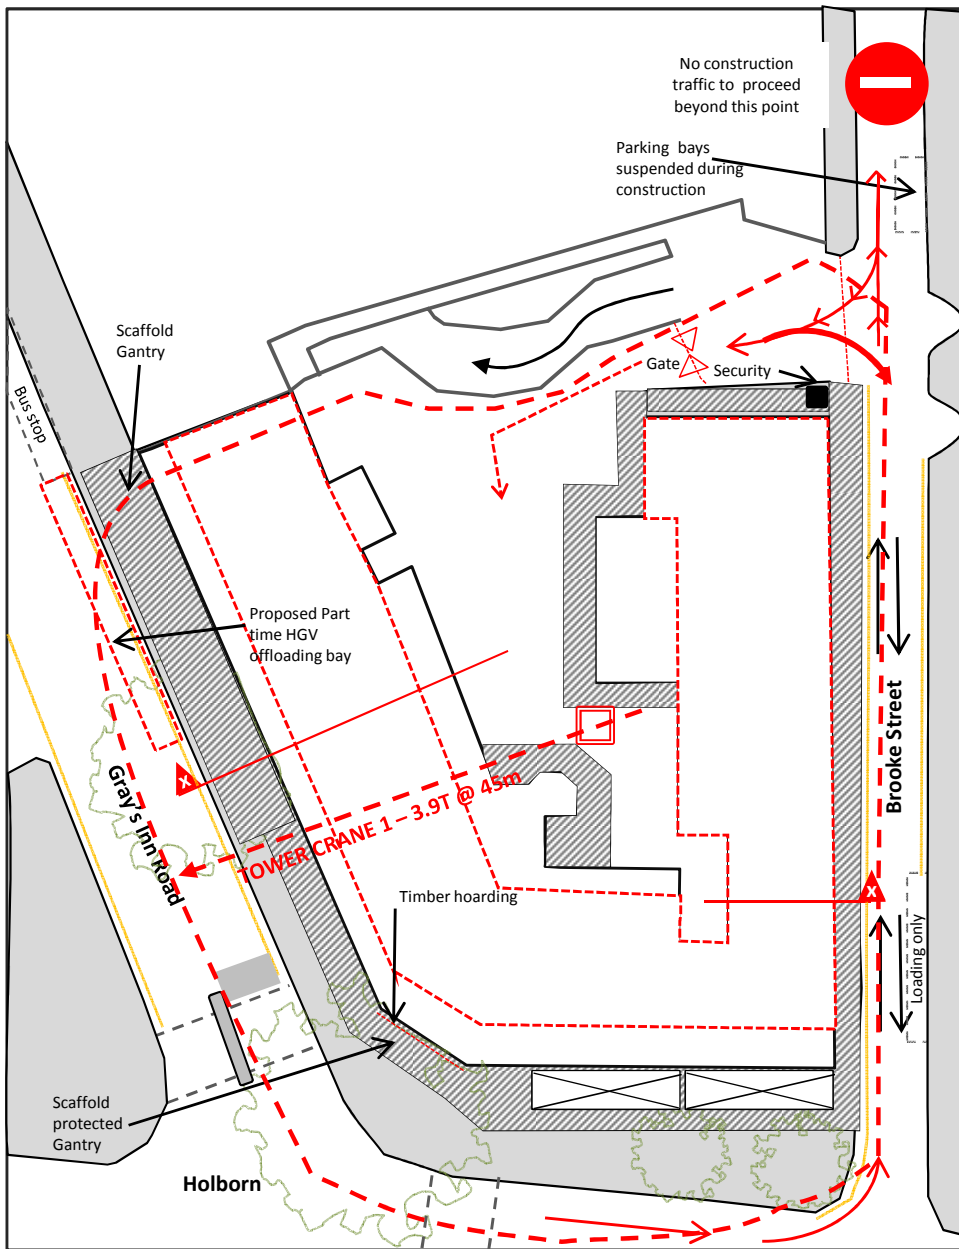 No construction
traffic to proceed
beyond this point
Parking bays
suspended during
construction
Scaffold
Gantry
Bus stop
Gate
Security
Proposed Part
time HGV
offloading bay
Gray's Inn Road
TOWER CRANE 1 – 3.9T @ 45m
Brooke Street
X
X
Timber hoarding
Loading only
Scaffold
protected
Gantry
Holborn